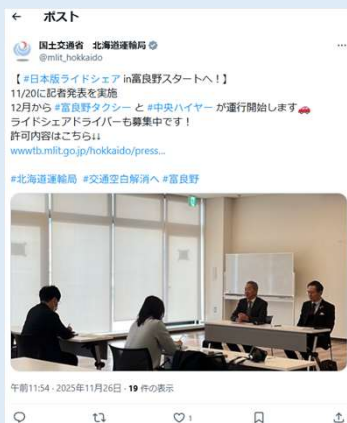 ポスト
国土交通省 北海道運輸局
@mlit_hokkaido
【 #日本版ライドシェア in富良野スタートへ！】
11/20に記者発表を実施
12月から #富良野タクシー と #中央ハイヤー が運行開始します🚗
ライドシェアドライバーも募集中です！
許可内容はこちら↓↓
wwwtb.mlit.go.jp/hokkaido/press...
#北海道運輸局 #交通空白解消へ #富良野
午前11:54 · 2025年11月26日 · 19 件の表示
1